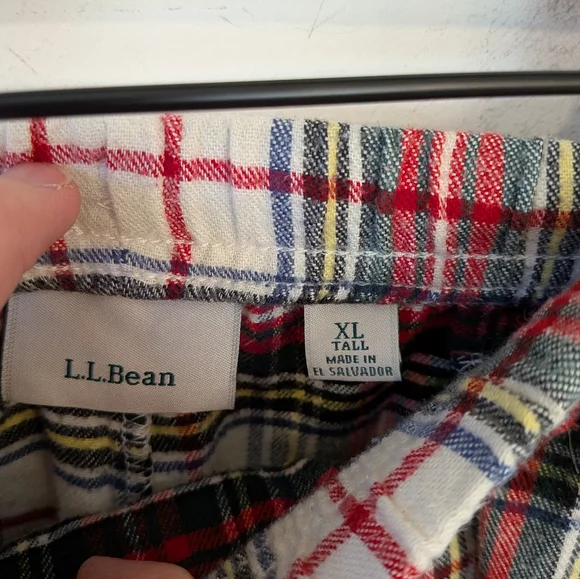 L.L.Bean
XL
TALL
MADE IN
EL SALVADOR